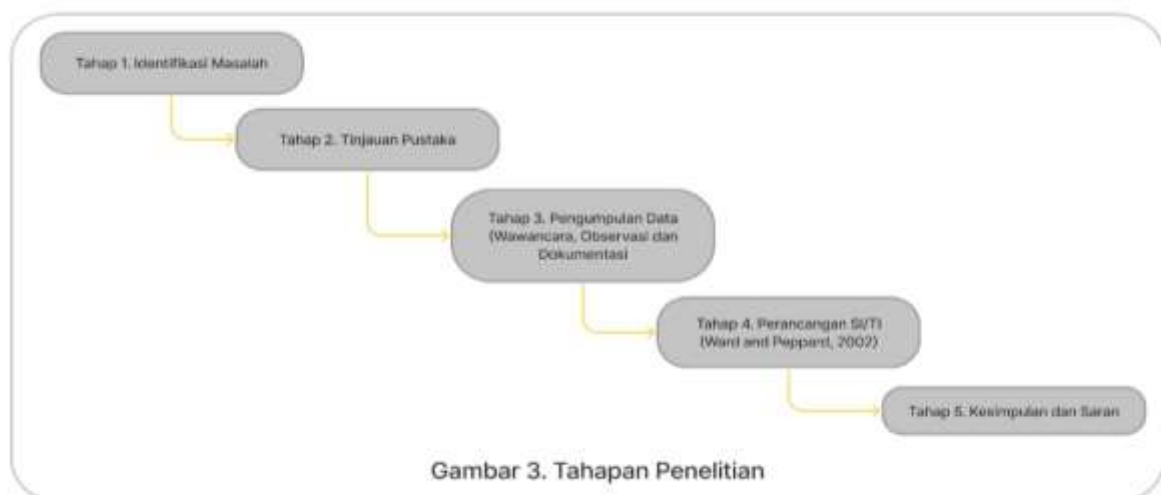 Tahap 1. Identifikasi Masalah
Tahap 2. Tinjauan Pustaka
Tahap 3. Pengumpulan Data
(Wawancara, Observasi dan
Dokumentasi
Tahap 4. Perancangan SI/TI
(Ward and Peppard, 2002)
Tahap 5. Kesimpulan dan Saran
Gambar 3. Tahapan Penelitian